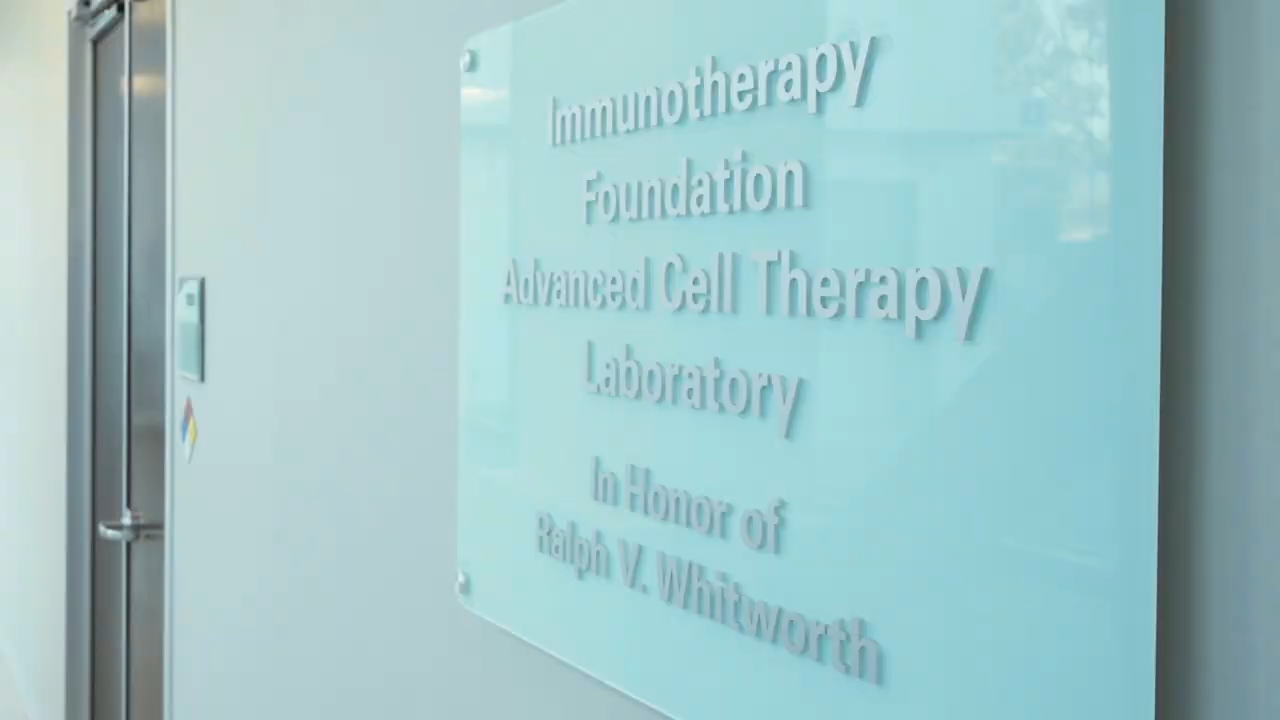 Immunotherapy
Foundation
Advanced Cell Therapy
Laboratory
In Honor of
Ralph V. Whitworth